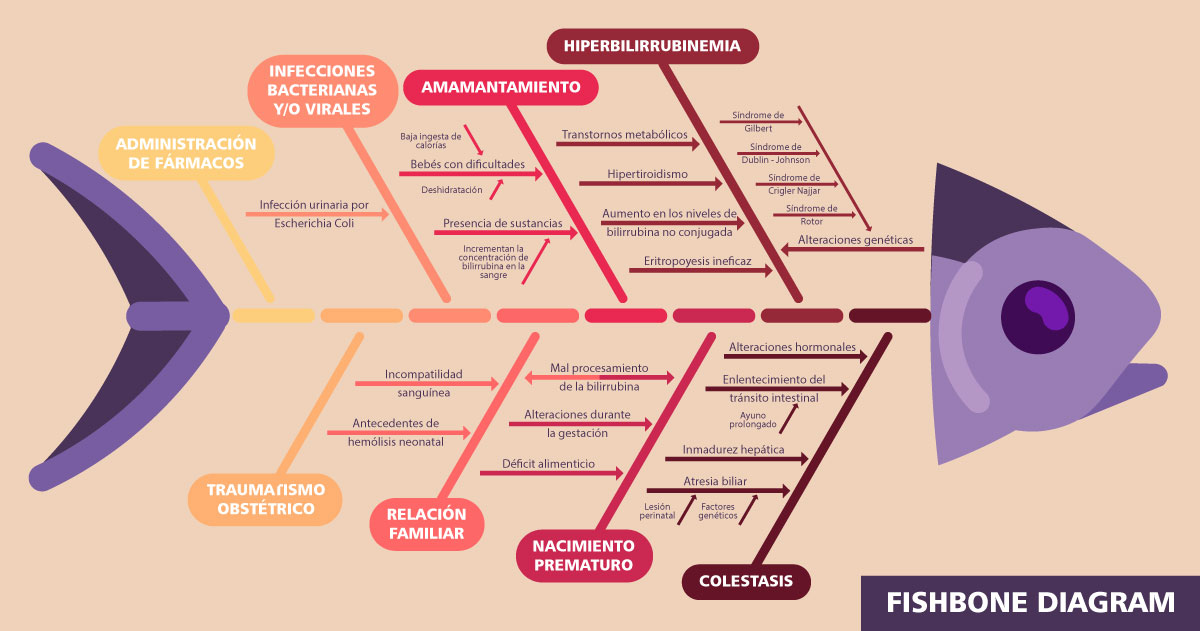 HIPERBILIRRUBINEMIA
INFECCIONES
BACTERIANAS
Y/O VIRALES
AMAMANTAMIENTO
ADMINISTRACIÓN
DE FÁRMACOS
Infección urinaria por
Escherichia Coli
Baja ingesta de
calorías
Bebés con dificultades
Deshidratación
Presencia de sustancias
Incrementan la
concentración de
bilirrubina en la
sangre
Transtornos metabólicos
Hipertiroidismo
Aumento en los niveles de
bilirrubina no conjugada
Eritropoyesis ineficaz
Síndrome de
Gilbert
Síndrome de
Dublin - Johnson
Síndrome de
Crigler Najjar
Síndrome de
Rotor
Alteraciones genéticas
Incompatilidad
sanguínea
Antecedentes de
hemólisis neonatal
Mal procesamiento
de la bilirrubina
Alteraciones durante
la gestación
Déficit alimenticio
Alteraciones hormonales
Enlentecimiento del
tránsito intestinal
Ayuno
prolongado
Inmadurez hepática
Atresia biliar
Lesión
perinatal
Factores
genéticos
TRAUMATISMO
OBSTÉTRICO
RELACIÓN
FAMILIAR
NACIMIENTO
PREMATURO
COLESTASIS
FISHBONE DIAGRAM